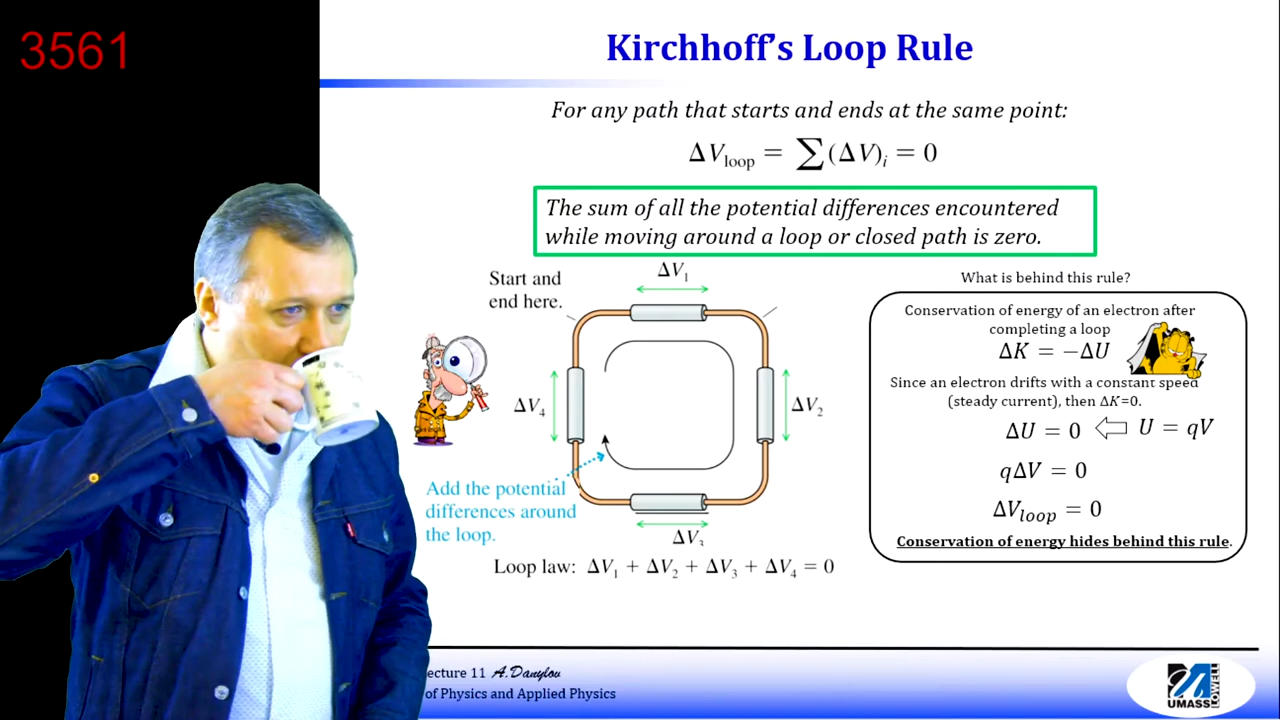 3561
Kirchhoff's Loop Rule
For any path that starts and ends at the same point:
ΔV_loop = ∑(ΔV)_i = 0
The sum of all the potential differences encountered
while moving around a loop or closed path is zero.
Start and
end here.
ΔV₁
ΔV₄
ΔV₂
Add the potential
differences around
the loop.
ΔV₃
Loop law: ΔV₁ + ΔV₂ + ΔV₃ + ΔV₄ = 0
What is behind this rule?
Conservation of energy of an electron after
completing a loop
ΔK = −ΔU
Since an electron drifts with a constant speed
(steady current), then ΔK=0.
ΔU = 0 ⇐ U = qV
qΔV = 0
ΔV_loop = 0
Conservation of energy hides behind this rule.
ecture 11 A.Danylov
of Physics and Applied Physics
UMASS
LOWELL